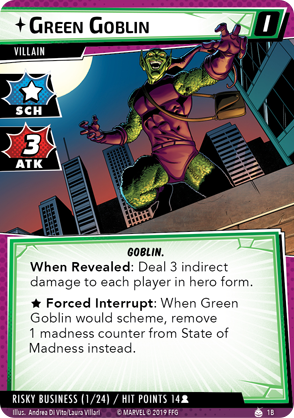 GREEN GOBLIN
I
VILLAIN
SCH
3
ATK
GOBLIN.
When Revealed: Deal 3 indirect
damage to each player in hero form.
★ Forced Interrupt: When Green
Goblin would scheme, remove
1 madness counter from State of
Madness instead.
RISKY BUSINESS (1/24) / HIT POINTS 14
Illus. Andrea Di Vito/Laura Villari © MARVEL © 2019 FFG 1B